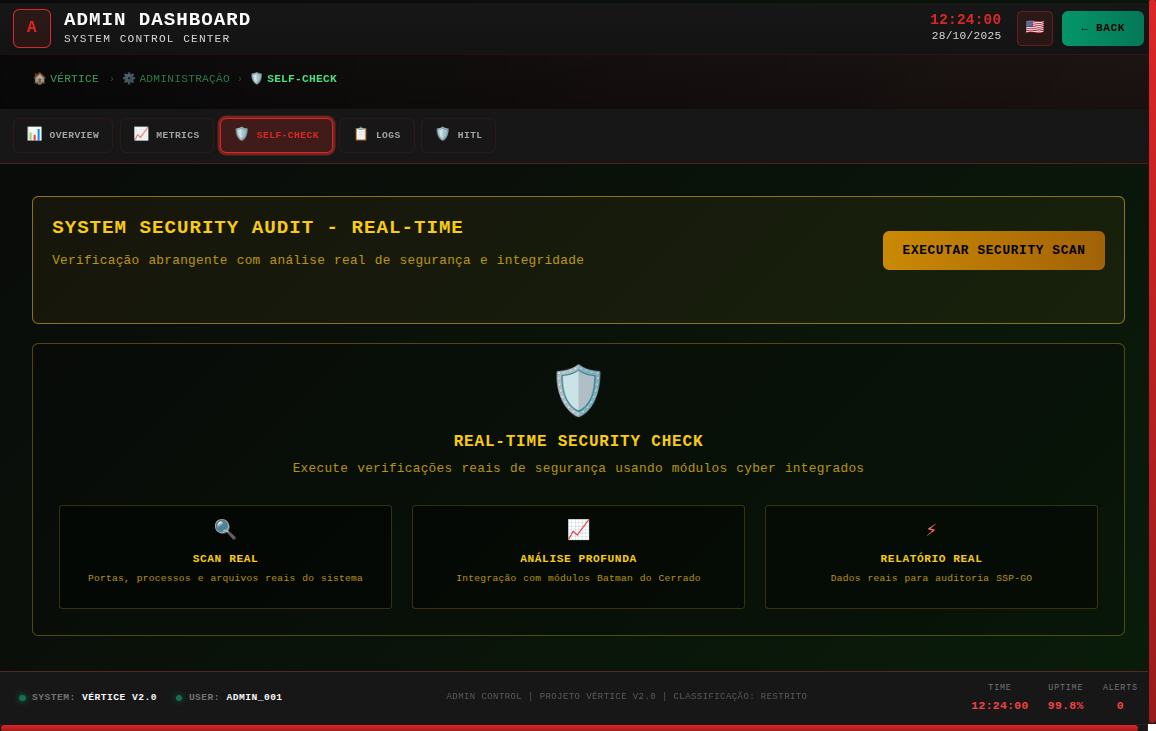 A
ADMIN DASHBOARD
SYSTEM CONTROL CENTER
12:24:00
28/10/2025
← BACK
VÉRTICE › ADMINISTRAÇÃO › SELF-CHECK
OVERVIEW METRICS SELF-CHECK LOGS HITL
SYSTEM SECURITY AUDIT - REAL-TIME
Verificação abrangente com análise real de segurança e integridade
EXECUTAR SECURITY SCAN
REAL-TIME SECURITY CHECK
Execute verificações reais de segurança usando módulos cyber integrados
SCAN REAL
Portas, processos e arquivos reais do sistema
ANÁLISE PROFUNDA
Integração com módulos Batman do Cerrado
RELATÓRIO REAL
Dados reais para auditoria SSP-GO
SYSTEM: VÉRTICE V2.0 USER: ADMIN_001
ADMIN CONTROL | PROJETO VÉRTICE V2.0 | CLASSIFICAÇÃO: RESTRITO
TIME UPTIME ALERTS
12:24:00 99.8% 0